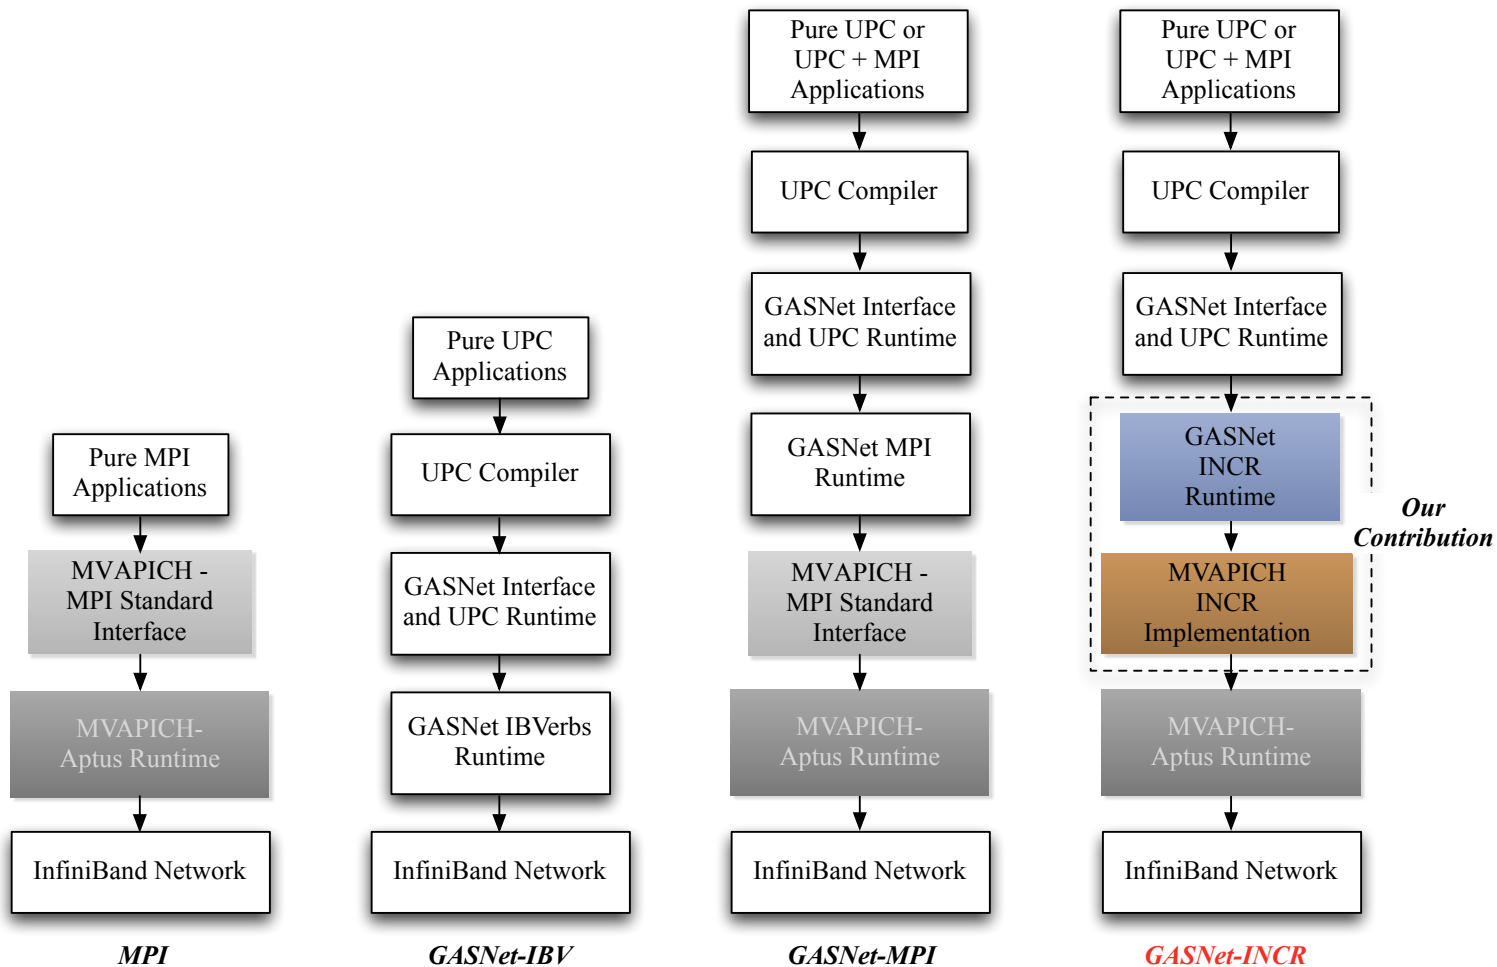 Pure MPI
Applications
MVAPICH -
MPI Standard
Interface
MVAPICH-
Aptus Runtime
InfiniBand Network
MPI
Pure UPC
Applications
UPC Compiler
GASNet Interface
and UPC Runtime
GASNet IBVerbs
Runtime
InfiniBand Network
GASNet-IBV
Pure UPC or
UPC + MPI
Applications
UPC Compiler
GASNet Interface
and UPC Runtime
GASNet MPI
Runtime
MVAPICH -
MPI Standard
Interface
MVAPICH-
Aptus Runtime
InfiniBand Network
GASNet-MPI
Pure UPC or
UPC + MPI
Applications
UPC Compiler
GASNet Interface
and UPC Runtime
GASNet
INCR
Runtime
MVAPICH
INCR
Implementation
Our
Contribution
MVAPICH-
Aptus Runtime
InfiniBand Network
GASNet-INCR